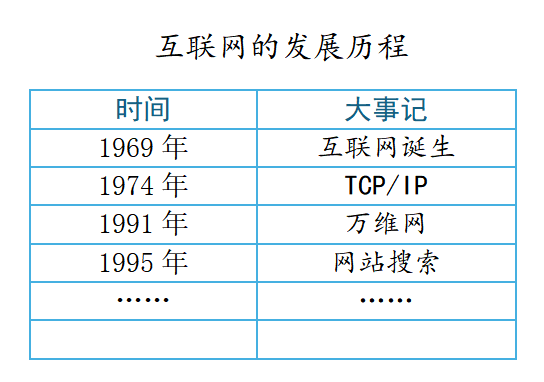 互联网的发展历程
时间 大事记
1969 年 互联网诞生
1974 年 TCP/IP
1991 年 万维网
1995 年 网站搜索
…… ……